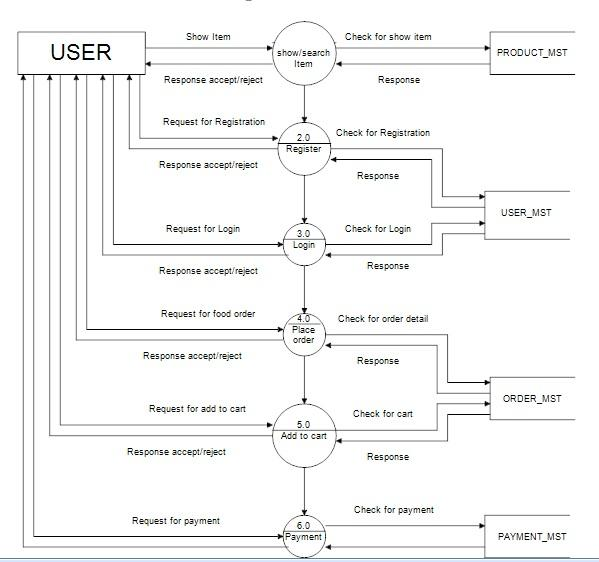 Show Item
Check for show item
USER
show/search
Item
PRODUCT_MST
Response accept/reject
Response
Request for Registration
2.0
Register
Check for Registration
Response accept/reject
Response
USER_MST
Request for Login
3.0
Login
Check for Login
Response accept/reject
Response
Request for food order
4.0
Place
order
Check for order detail
Response accept/reject
Response
ORDER_MST
Request for add to cart
5.0
Add to cart
Check for cart
Response accept/reject
Response
Request for payment
6.0
Payment
Check for payment
PAYMENT_MST